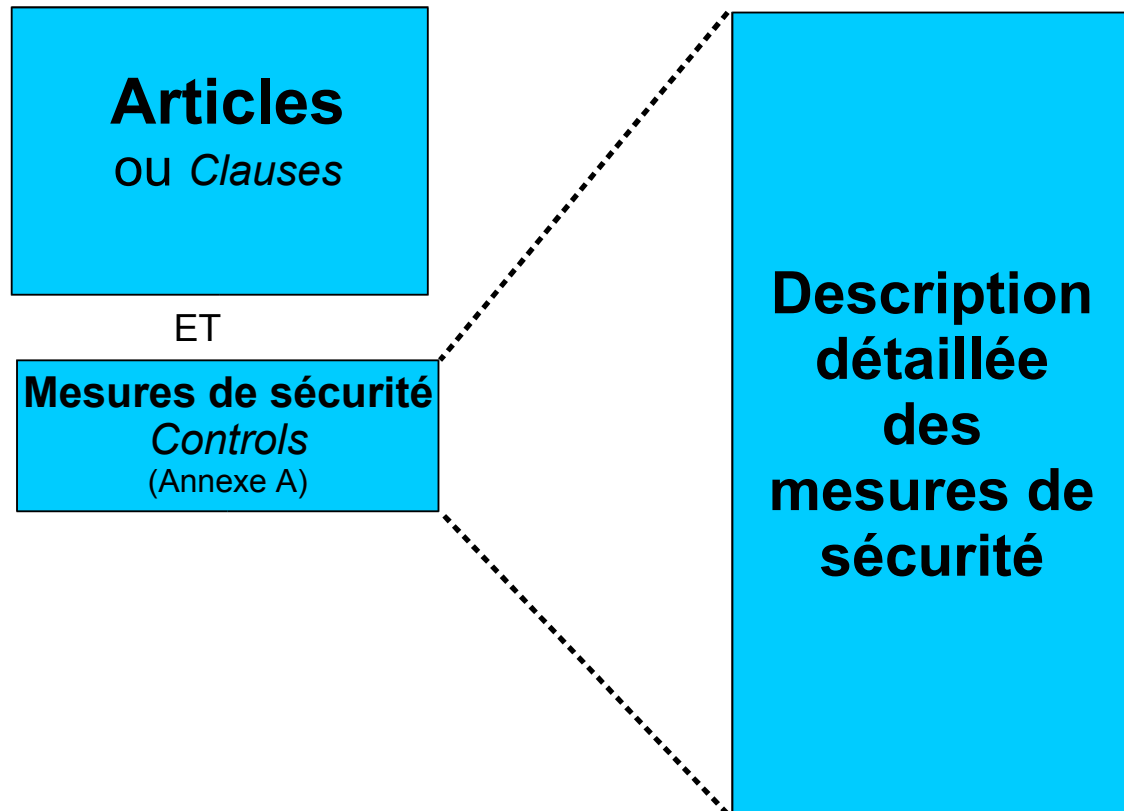 Articles
ou Clauses
ET
Mesures de sécurité
Controls
(Annexe A)
Description
détaillée
des
mesures de
sécurité